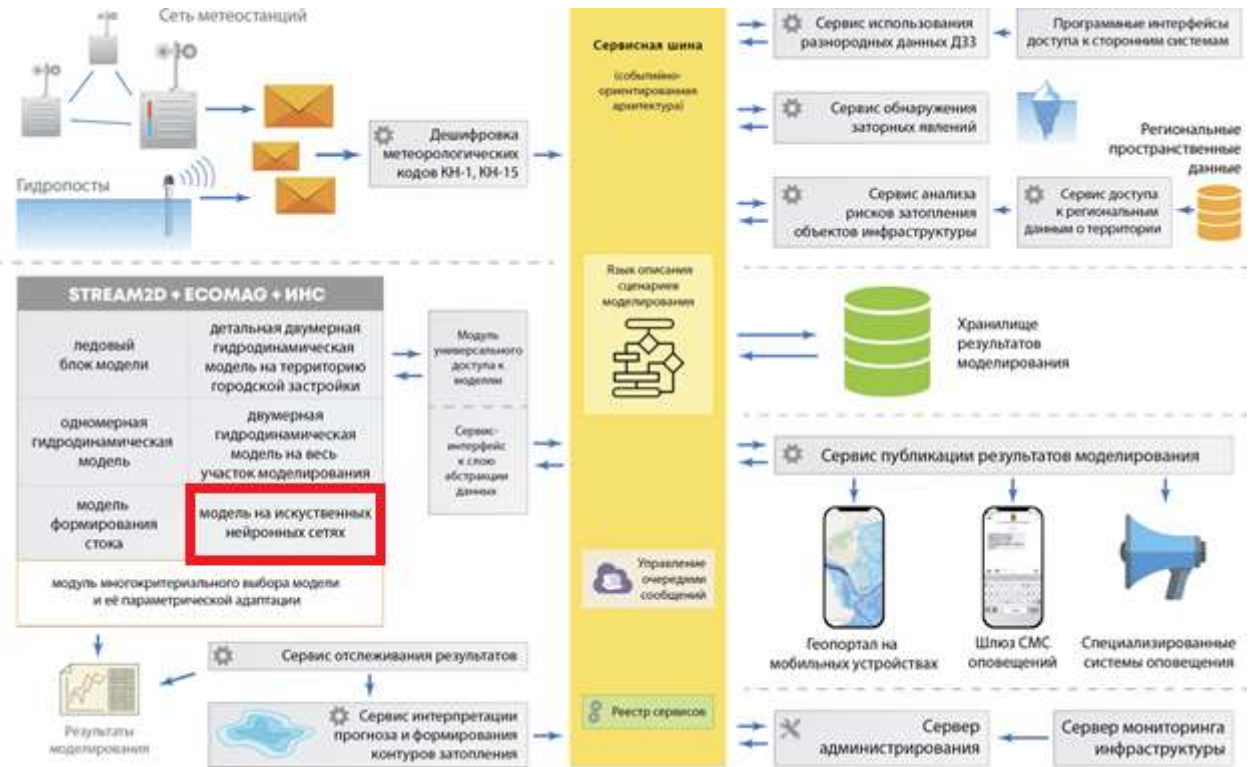 Сеть метеостанций
Гидропосты
Дешифровка
метеорологических
кодов КН-1, КН-15
Сервисная шина
(событийно-
ориентированная
архитектура)
Сервис использования
разнородных данных ДЗЗ
Программные интерфейсы
доступа к сторонним системам
Сервис обнаружения
заторных явлений
Региональные
пространственные
данные
Сервис анализа
рисков затопления
объектов инфраструктуры
Сервис доступа
к региональным
данным о территории
STREAM2D + ECOMAG + ИНС
ледовый
блок модели
детальная двумерная
гидродинамическая
модель на территорию
городской застройки
одномерная
гидродинамическая
модель
двумерная
гидродинамическая
модель на весь
участок моделирования
модель
формирования
стока
модель на искуственных
нейронных сетях
модуль многокритериального выбора модели
и её параметрической адаптации
Модуль
универсального
доступа к
моделям
Сервис-
интерфейс
к слою
абстракции
данных
Язык описания
сценариев
моделирования
Хранилище
результатов
моделирования
Сервис публикации результатов моделирования
Управление
очередями
сообщений
Геопортал на
мобильных устройствах
Шлюз СМС
оповещений
Специализированные
системы оповещения
Результаты
моделирования
Сервис отслеживания результатов
Сервис интерпретации
прогноза и формирования
контуров затопления
Реестр сервисов
Сервер
администрирования
Сервер мониторинга
инфраструктуры